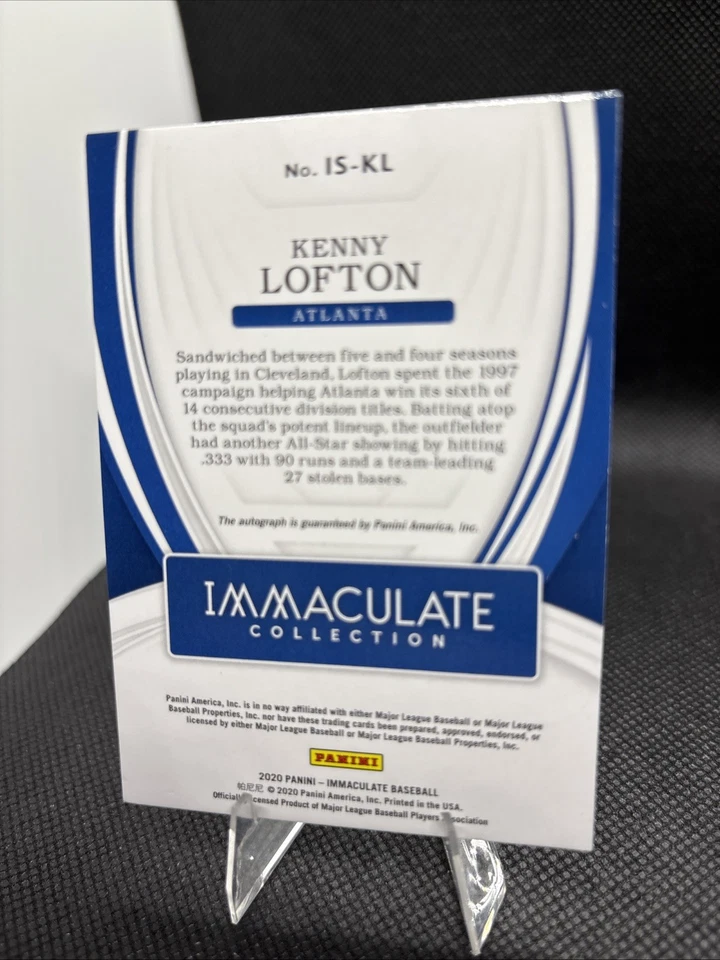 No. IS-KL
KENNY
LOFTON
ATLANTA
Sandwiched between five and four seasons
playing in Cleveland, Lofton spent the 1997
campaign helping Atlanta win its sixth of
14 consecutive division titles. Batting atop
the squad's potent lineup, the outfielder
had another All-Star showing by hitting
.333 with 90 runs and a team-leading
27 stolen bases.
The autograph is guaranteed by Panini America, Inc.
IMMACULATE
COLLECTION
Panini America, Inc. is in no way affiliated with either Major League Baseball or Major League
Baseball Properties, Inc. nor have these trading cards been prepared, approved, endorsed, or
licensed by either Major League Baseball or Major League Baseball Properties, Inc.
PANINI
2020 PANINI – IMMACULATE BASEBALL
帕尼尼 © 2020 Panini America, Inc. Printed in the USA.
Product of Major League Baseball Players